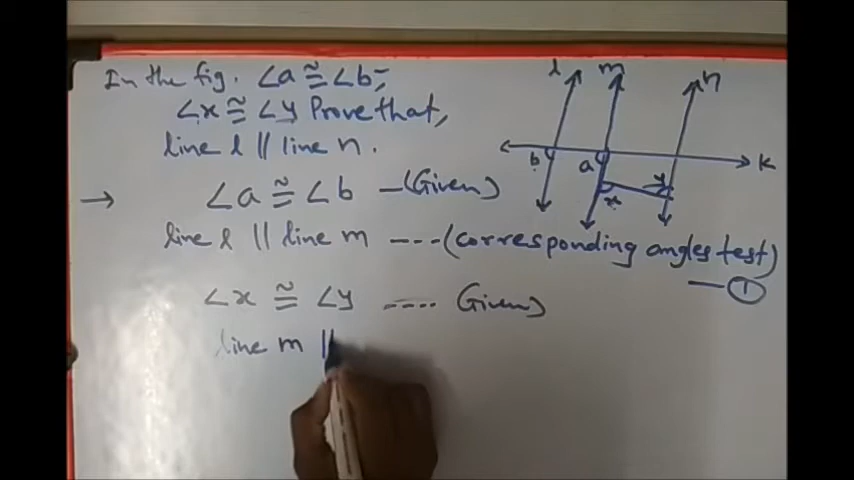 In the fig. ∠a ≅ ∠b,
∠x ≅ ∠y Prove that,
line l || line n.
→ ∠a ≅ ∠b —(Given)
line l || line m ----(corresponding angles test)
— ①
∠x ≅ ∠y ---- Given)
line m ||
l m n
b a k
x y